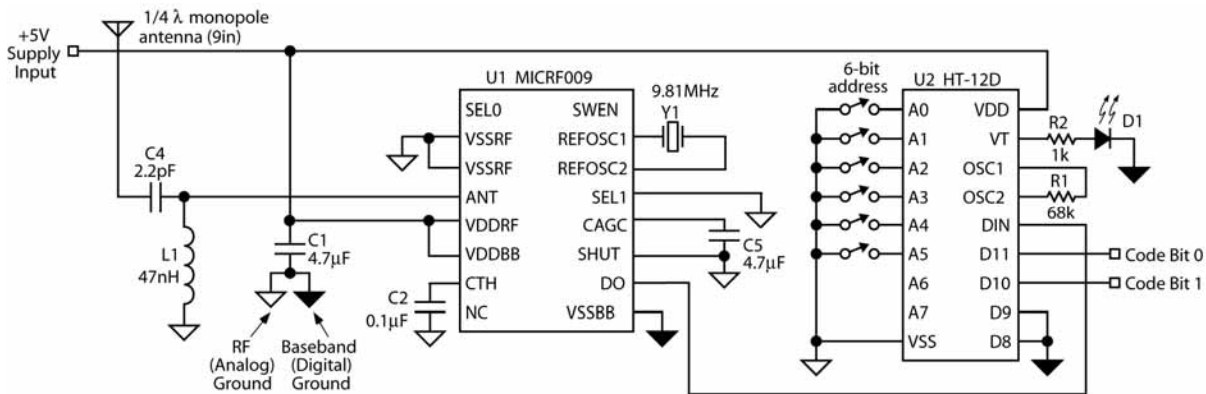 1/4 λ monopole
antenna (9in)
+5V
Supply
Input
C4
2.2pF
L1
47nH
C1
4.7µF
RF
(Analog)
Ground
Baseband
(Digital)
Ground
C2
0.1µF
U1 MICRF009
SEL0
VSSRF
VSSRF
ANT
VDDRF
VDDBB
CTH
NC
SWEN
REFOSC1
REFOSC2
SEL1
CAGC
SHUT
DO
VSSBB
9.81MHz
Y1
C5
4.7µF
6-bit
address
U2 HT-12D
A0
A1
A2
A3
A4
A5
A6
A7
VSS
VDD
VT
OSC1
OSC2
DIN
D11
D10
D9
D8
R2
1k
D1
R1
68k
Code Bit 0
Code Bit 1